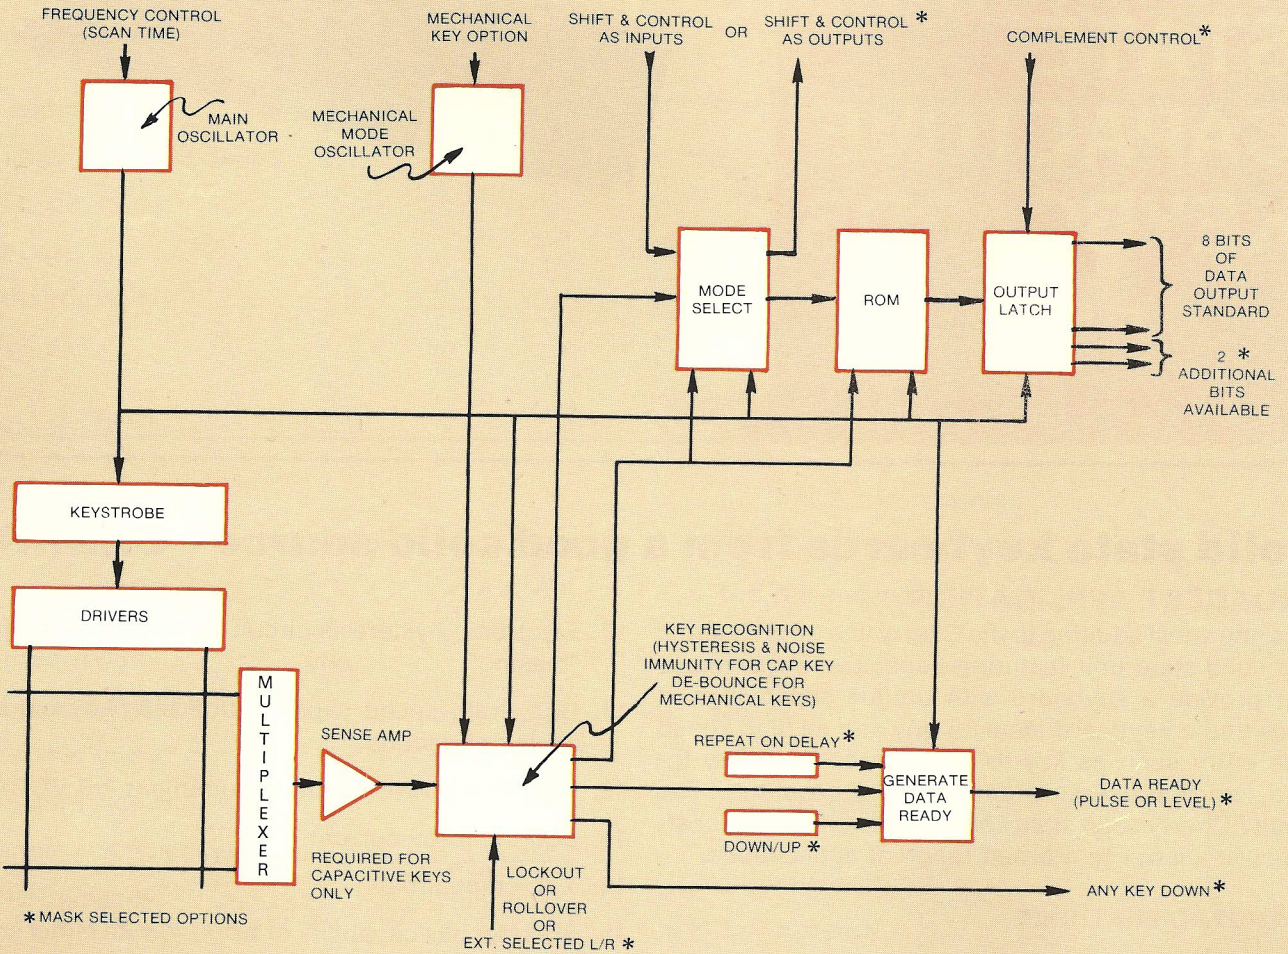 FREQUENCY CONTROL
(SCAN TIME)
MECHANICAL
KEY OPTION
SHIFT & CONTROL
AS INPUTS
OR
SHIFT & CONTROL *
AS OUTPUTS
COMPLEMENT CONTROL*
MAIN
OSCILLATOR
MECHANICAL
MODE
OSCILLATOR
MODE
SELECT
ROM
OUTPUT
LATCH
8 BITS
OF
DATA
OUTPUT
STANDARD
2 *
ADDITIONAL
BITS
AVAILABLE
KEYSTROBE
DRIVERS
MULTIPLEXER
SENSE AMP
REQUIRED FOR
CAPACITIVE KEYS
ONLY
KEY RECOGNITION
(HYSTERESIS & NOISE
IMMUNITY FOR CAP KEY
DE-BOUNCE FOR
MECHANICAL KEYS)
REPEAT ON DELAY*
GENERATE
DATA
READY
DOWN/UP *
DATA READY
(PULSE OR LEVEL) *
ANY KEY DOWN*
LOCKOUT
OR
ROLLOVER
OR
EXT. SELECTED L/R *
* MASK SELECTED OPTIONS